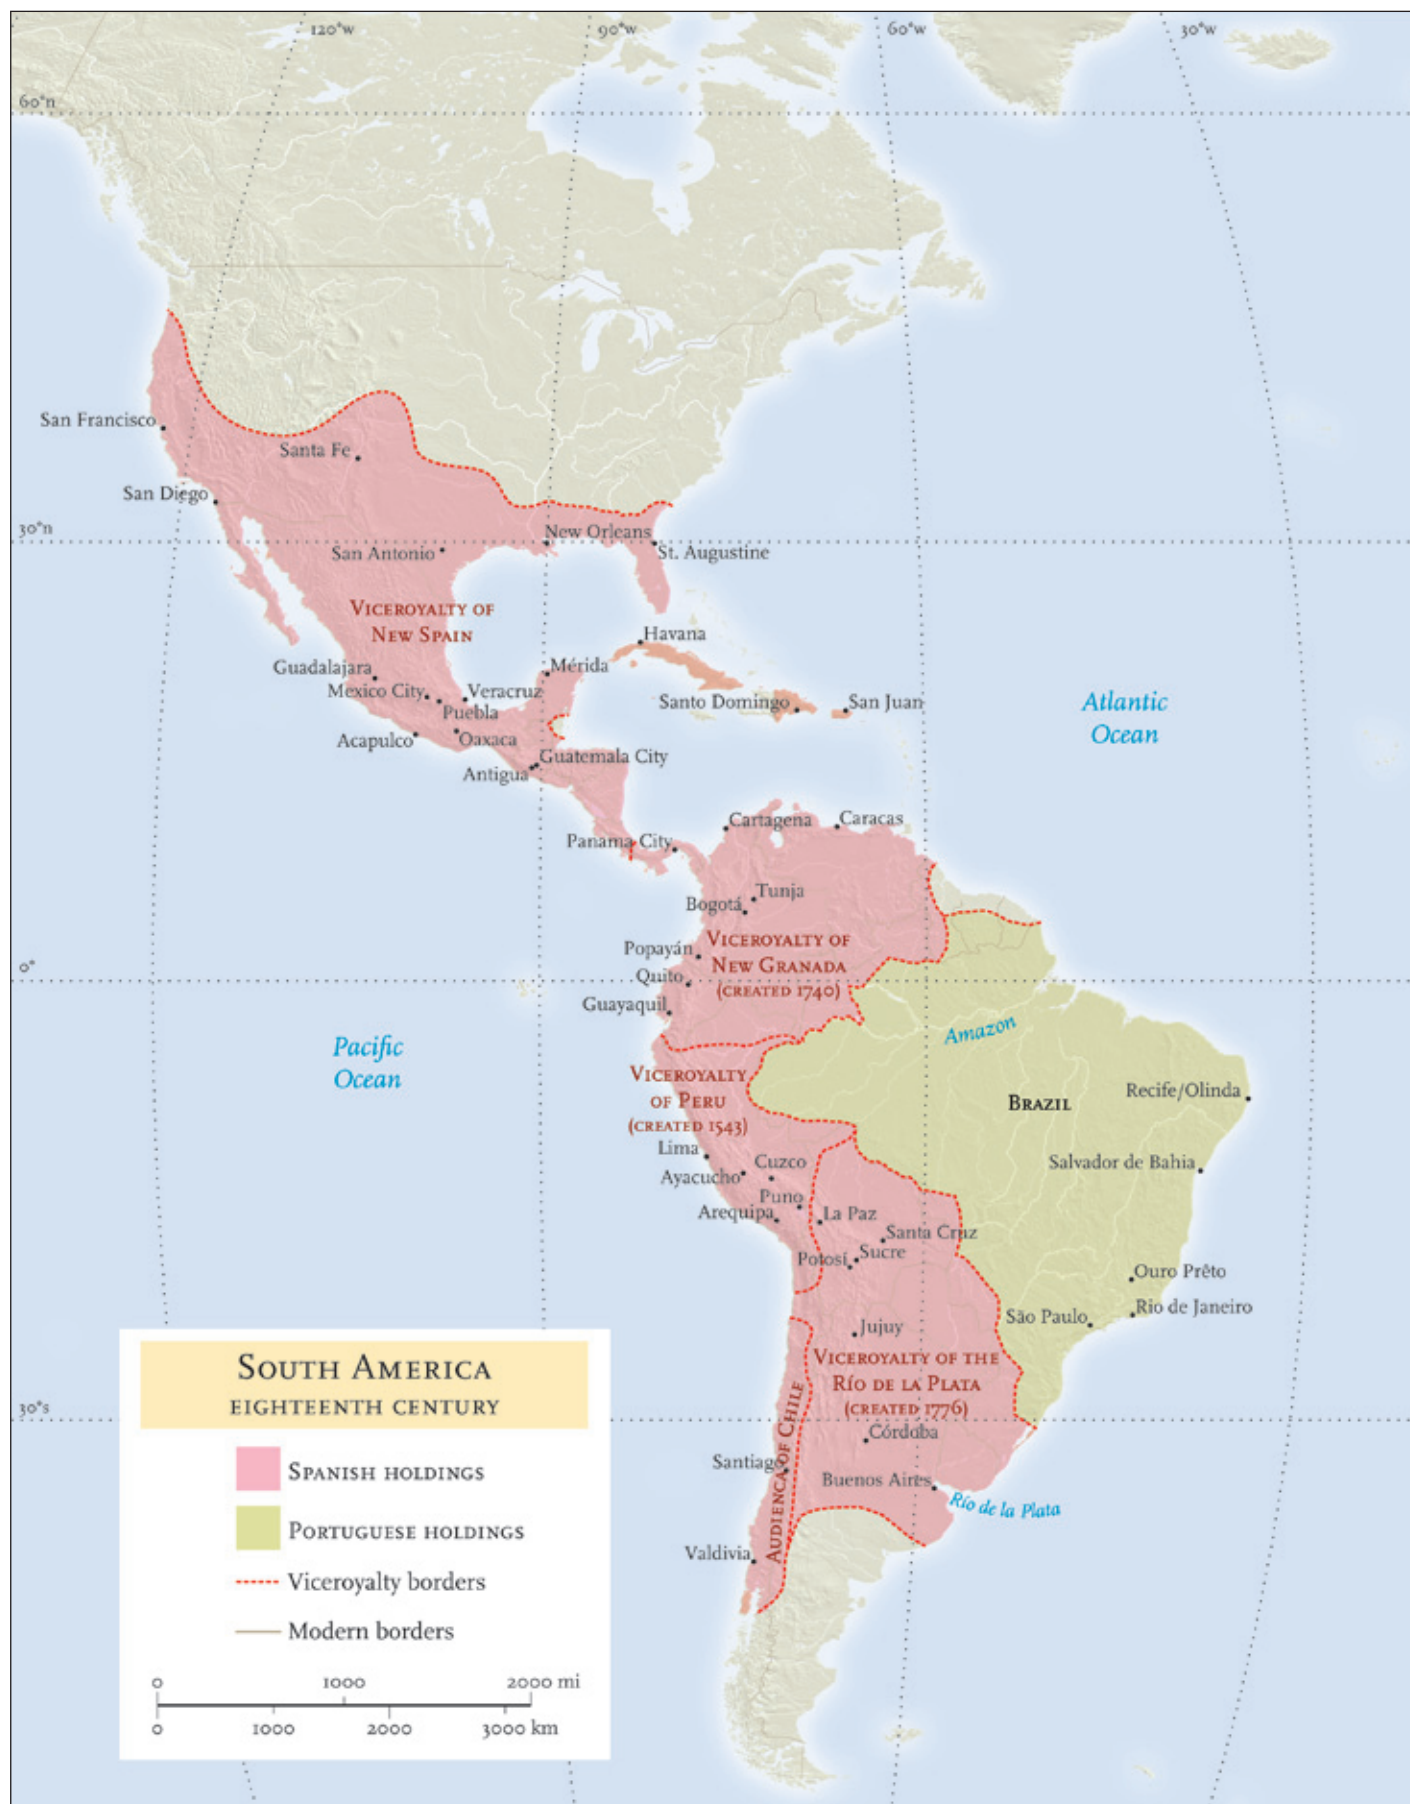 120°w
90°w
60°w
30°w
60°n
San Francisco
Santa Fe
San Diego
30°n
New Orleans
San Antonio
St. Augustine
Viceroyalty of
New Spain
Havana
Guadalajara
Mérida
Mexico City
Veracruz
Santo Domingo
San Juan
Puebla
Acapulco
Oaxaca
Atlantic
Ocean
Guatemala City
Antigua
Cartagena
Caracas
Panama City
Tunja
Bogotá
Popayán
Viceroyalty of
New Granada
(created 1740)
0°
Quito
Guayaquil
Amazon
Pacific
Ocean
Viceroyalty
of Peru
(created 1543)
Brazil
Recife/Olinda
Lima
Cuzco
Ayacucho
Salvador de Bahia
Puno
Arequipa
La Paz
Santa Cruz
Sucre
Potosí
Ouro Prêto
Rio de Janeiro
São Paulo
Jujuy
Viceroyalty of the
Río de la Plata
(created 1776)
Audienca of Chile
30°s
Córdoba
Santiago
Buenos Aires
Río de la Plata
Valdivia
South America
eighteenth century
Spanish holdings
Portuguese holdings
Viceroyalty borders
Modern borders
0 1000 2000 mi
0 1000 2000 3000 km